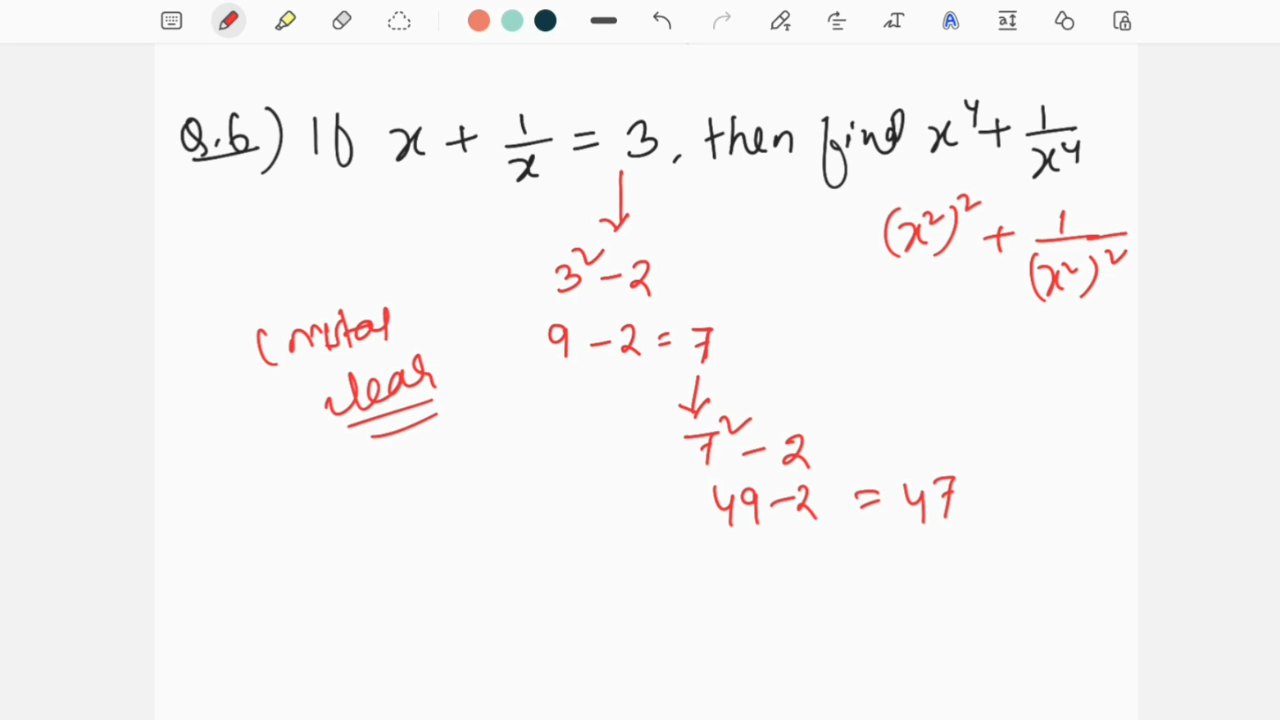 Q.6) If x + 1/x = 3, then find x⁴ + 1/x⁴
(x²)² + 1/(x²)²
3² - 2
9 - 2 = 7
Cristal
clear
7² - 2
49 - 2 = 47